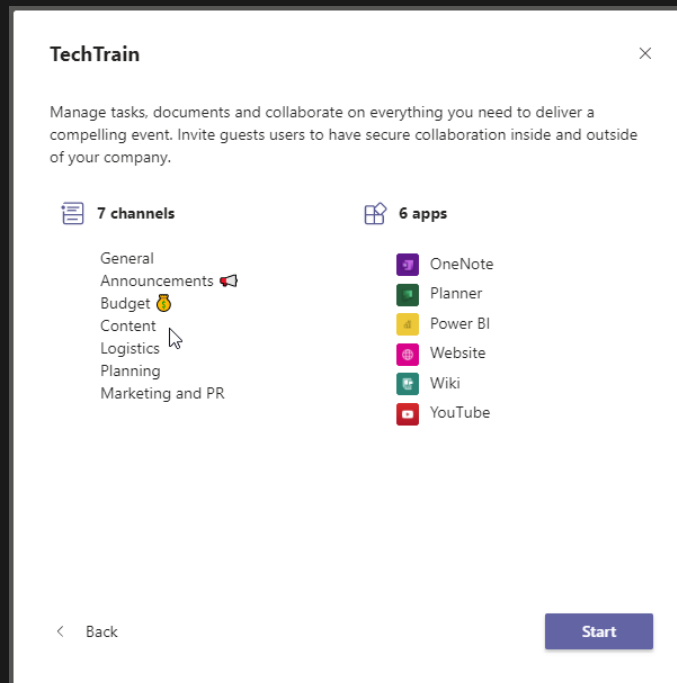 TechTrain
Manage tasks, documents and collaborate on everything you need to deliver a
compelling event. Invite guests users to have secure collaboration inside and outside
of your company.
7 channels
General
Announcements 📢
Budget 💰
Content
Logistics
Planning
Marketing and PR
6 apps
OneNote
Planner
Power BI
Website
Wiki
YouTube
Back
Start